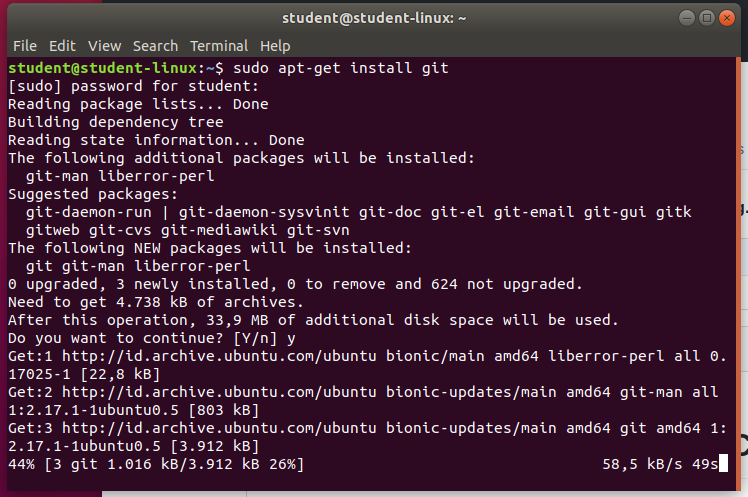 student@student-linux: ~
File Edit View Search Terminal Help
student@student-linux:~$ sudo apt-get install git
[sudo] password for student:
Reading package lists... Done
Building dependency tree
Reading state information... Done
The following additional packages will be installed:
  git-man liberror-perl
Suggested packages:
  git-daemon-run | git-daemon-sysvinit git-doc git-el git-email git-gui gitk
  gitweb git-cvs git-mediawiki git-svn
The following NEW packages will be installed:
  git git-man liberror-perl
0 upgraded, 3 newly installed, 0 to remove and 624 not upgraded.
Need to get 4.738 kB of archives.
After this operation, 33,9 MB of additional disk space will be used.
Do you want to continue? [Y/n] y
Get:1 http://id.archive.ubuntu.com/ubuntu bionic/main amd64 liberror-perl all 0.
17025-1 [22,8 kB]
Get:2 http://id.archive.ubuntu.com/ubuntu bionic-updates/main amd64 git-man all
1:2.17.1-1ubuntu0.5 [803 kB]
Get:3 http://id.archive.ubuntu.com/ubuntu bionic-updates/main amd64 git amd64 1:
2.17.1-1ubuntu0.5 [3.912 kB]
44% [3 git 1.016 kB/3.912 kB 26%] 58,5 kB/s 49s